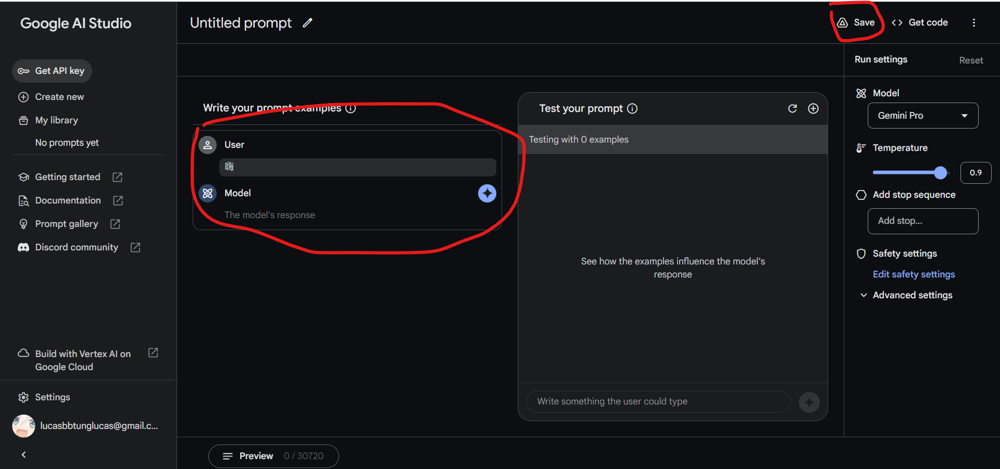 Google AI Studio
Get API key
Create new
My library
No prompts yet
Getting started
Documentation
Prompt gallery
Discord community
Build with Vertex AI on
Google Cloud
Settings
lucasbbtunglucas@gmail.c...
Untitled prompt
Save
Get code
Write your prompt examples
User
嗨
Model
The model's response
Test your prompt
Testing with 0 examples
See how the examples influence the model's
response
Write something the user could type
Preview 0 / 30720
Run settings
Reset
Model
Gemini Pro
Temperature
0.9
Add stop sequence
Add stop...
Safety settings
Edit safety settings
Advanced settings